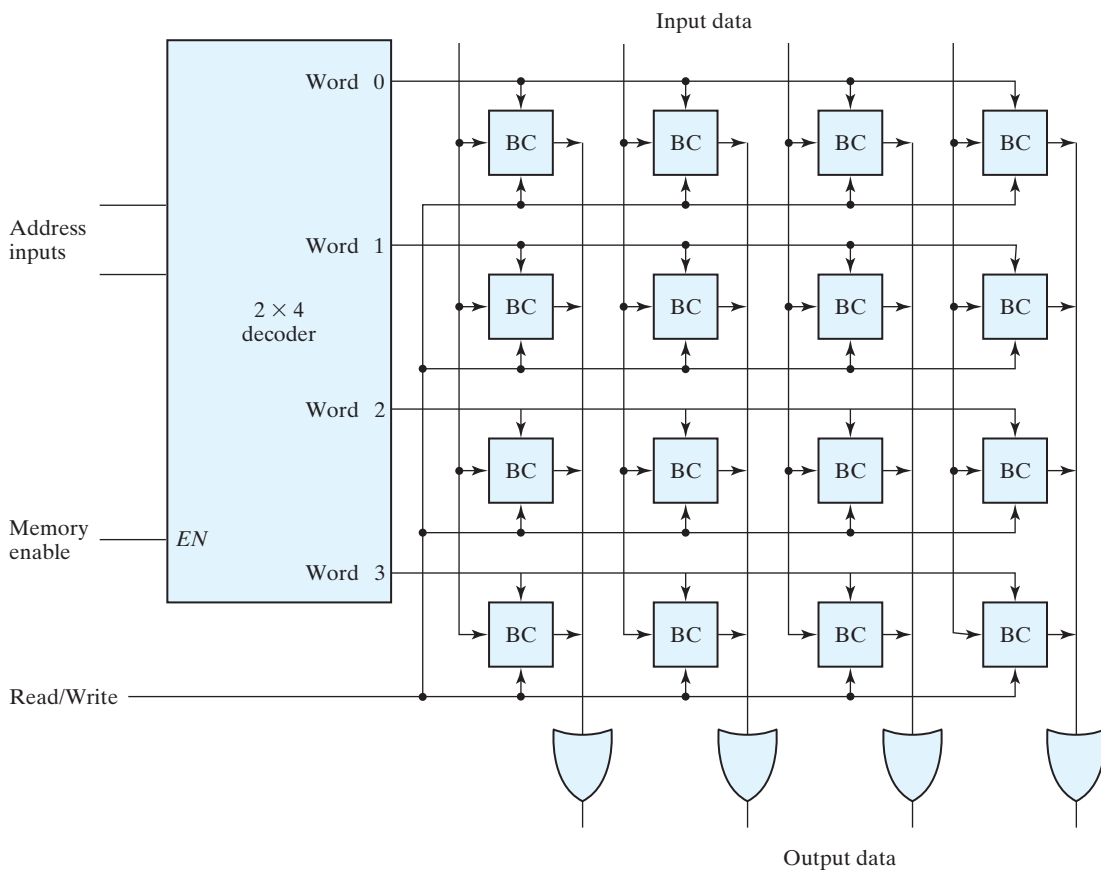 Input data
Word 0
BC BC BC BC
Address
inputs
Word 1
BC BC BC BC
2 × 4
decoder
Word 2
BC BC BC BC
Memory
enable
EN
Word 3
BC BC BC BC
Read/Write
Output data